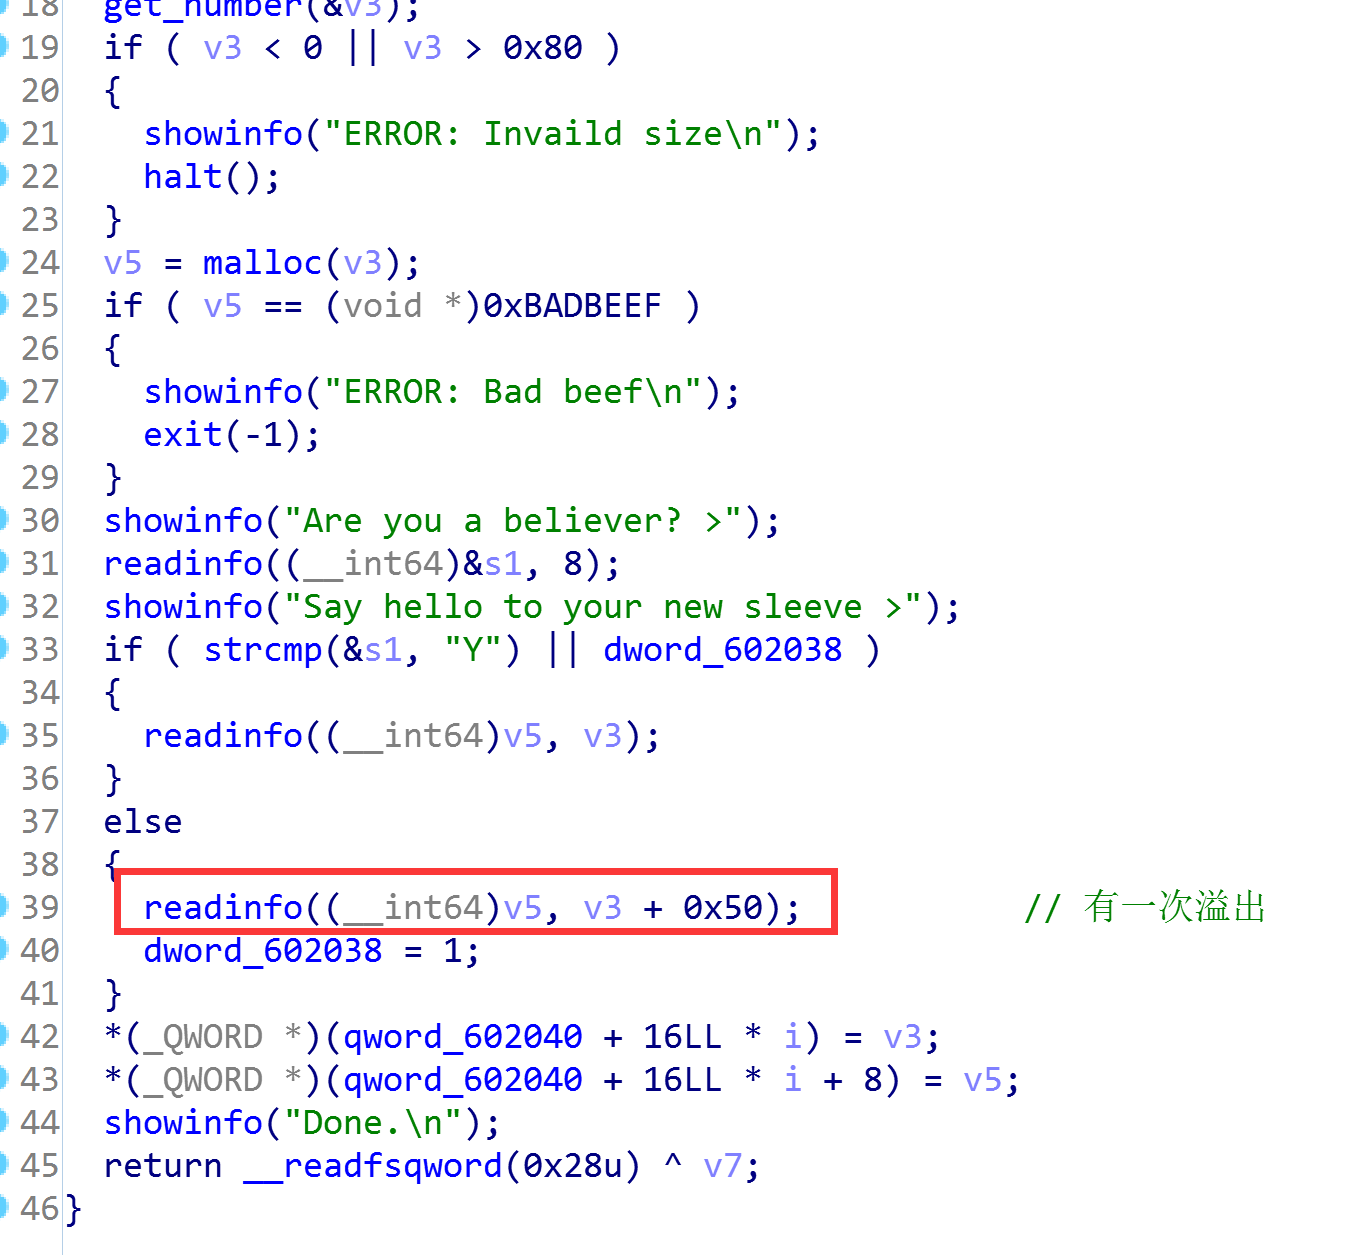 18 get_number(&v3);
19 if ( v3 < 0 || v3 > 0x80 )
20 {
21 showinfo("ERROR: Invaild size\n");
22 halt();
23 }
24 v5 = malloc(v3);
25 if ( v5 == (void *)0xBADBEEF )
26 {
27 showinfo("ERROR: Bad beef\n");
28 exit(-1);
29 }
30 showinfo("Are you a believer? >");
31 readinfo((__int64)&s1, 8);
32 showinfo("Say hello to your new sleeve >");
33 if ( strcmp(&s1, "Y") || dword_602038 )
34 {
35 readinfo((__int64)v5, v3);
36 }
37 else
38 {
39 readinfo((__int64)v5, v3 + 0x50); // 有一次溢出
40 dword_602038 = 1;
41 }
42 *(_QWORD *)(qword_602040 + 16LL * i) = v3;
43 *(_QWORD *)(qword_602040 + 16LL * i + 8) = v5;
44 showinfo("Done.\n");
45 return __readfsqword(0x28u) ^ v7;
46 }